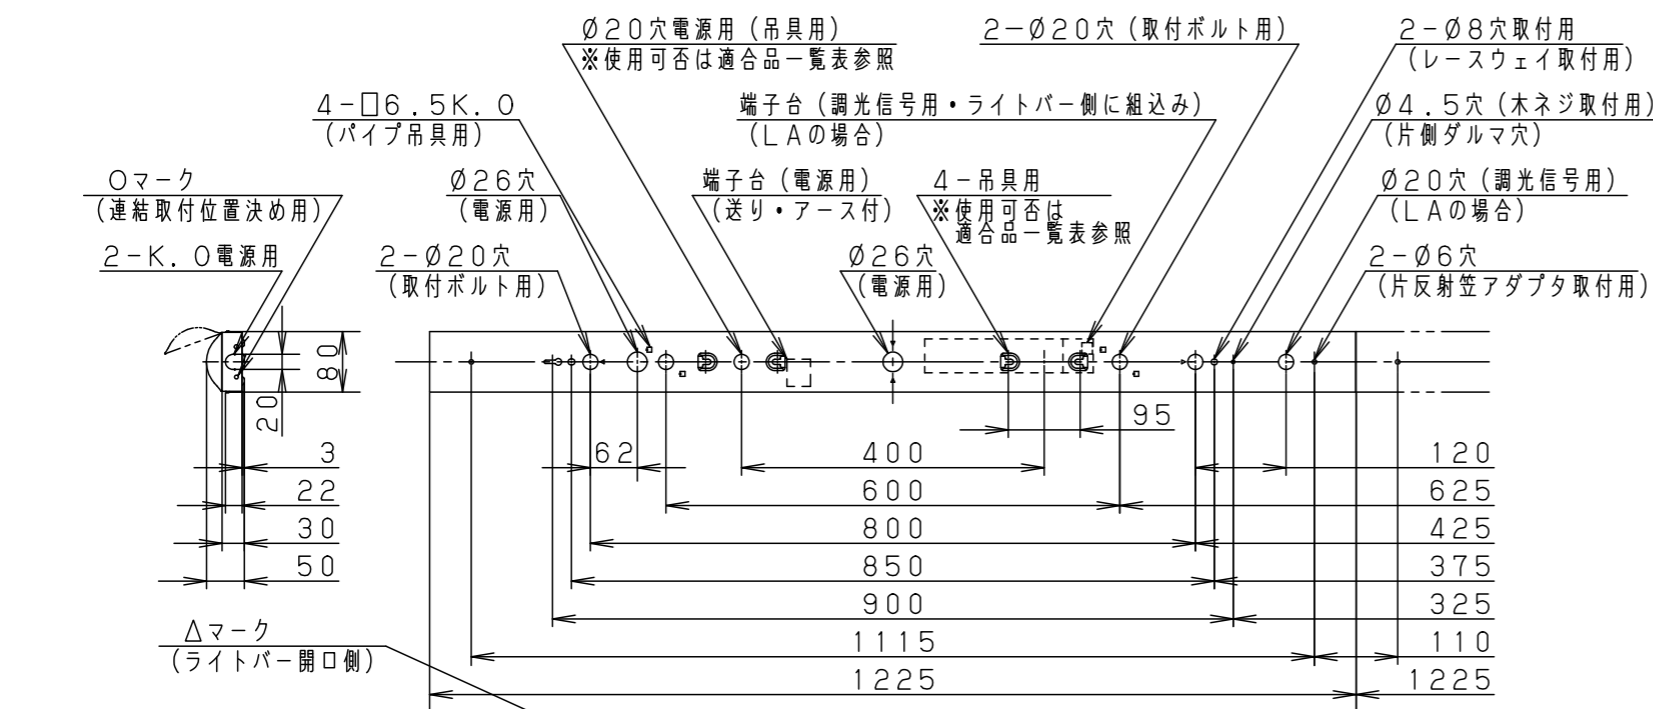 Ø20穴電源用（吊具用）
※使用可否は適合品一覧表参照
2－Ø20穴（取付ボルト用）
2－Ø8穴取付用
（レースウェイ取付用）
4－□6.5K.O
（パイプ吊具用）
端子台（調光信号用・ライトバー側に組込み）
（LAの場合）
Ø4.5穴（木ネジ取付用）
（片側ダルマ穴）
○マーク
（連結取付位置決め用）
Ø26穴
（電源用）
端子台（電源用）
（送り・アース付）
4－吊具用
※使用可否は
適合品一覧表参照
Ø20穴（調光信号用）
（LAの場合）
2－K.O電源用
2－Ø20穴
（取付ボルト用）
Ø26穴
（電源用）
2－Ø6穴
（片反射笠アダプタ取付用）
80
20
95
3
62
400
120
22
600
625
30
800
425
50
850
375
900
325
△マーク
（ライトバー開口側）
1115
110
1225
1225